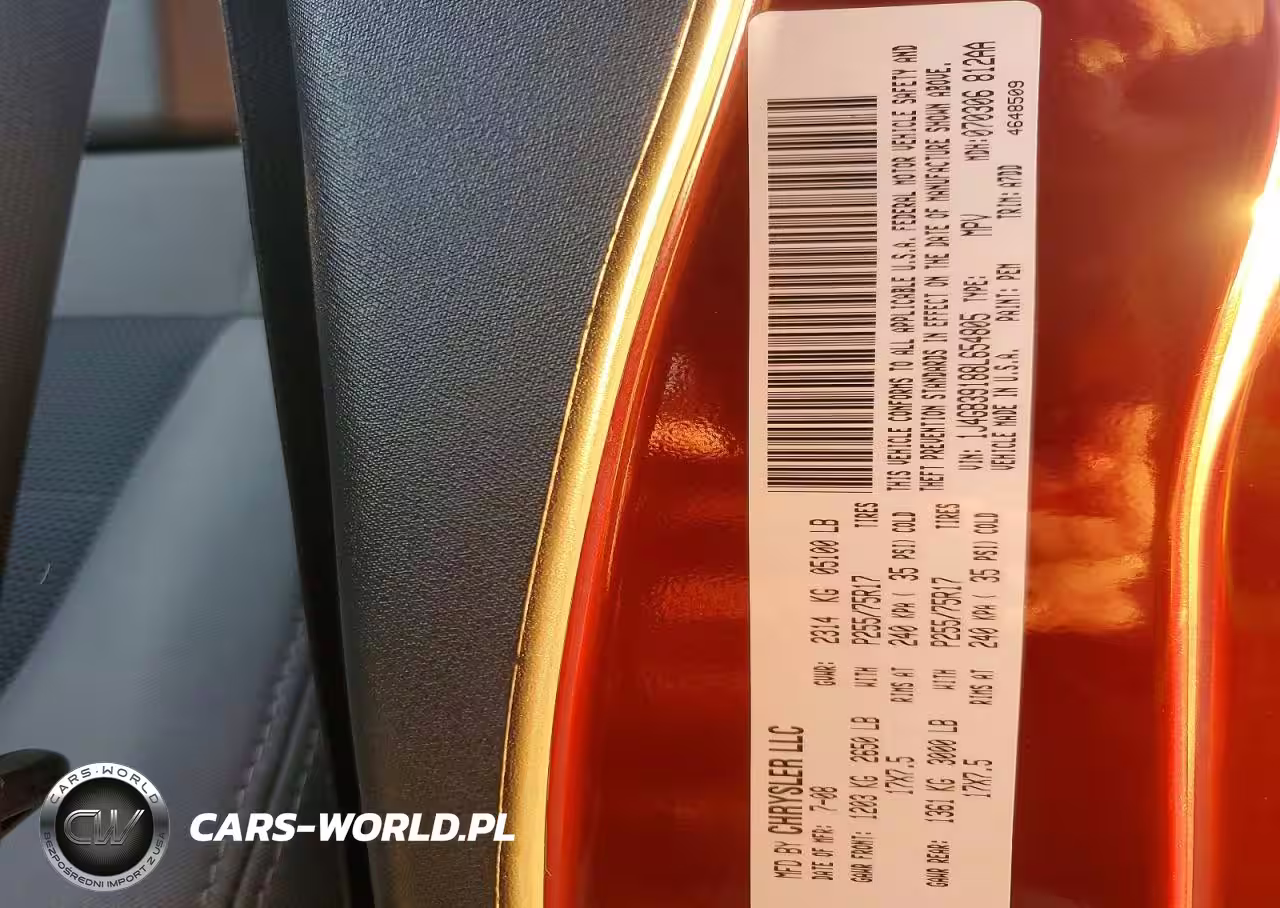 MFD BY CHRYSLER LLC
DATE OF MFR: 7-08 GVWR: 2314 KG 05100 LB
GAWR FRONT: 1203 KG 2650 LB WITH P255/75R17 TIRES
17X7.5 RIMS AT 240 KPA ( 35 PSI) COLD
GAWR REAR: 1361 KG 3000 LB WITH P255/75R17 TIRES
17X7.5 RIMS AT 240 KPA ( 35 PSI) COLD
THIS VEHICLE CONFORMS TO ALL APPLICABLE U.S.A. FEDERAL MOTOR VEHICLE SAFETY AND
THEFT PREVENTION STANDARDS IN EFFECT ON THE DATE OF MANUFACTURE SHOWN ABOVE.
VIN: 1J4GB39188L654805 TYPE: MPV MDH:070306 812AA
VEHICLE MADE IN U.S.A. PAINT: PEM TRIM: A7DD 4648509
CARS-WORLD
CW
BEZPOŚREDNI IMPORT Z USA
CARS-WORLD.PL